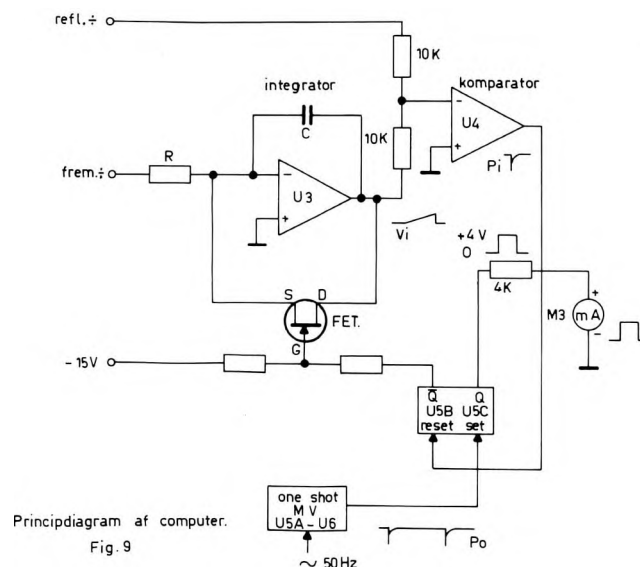 refl.÷
10K
integrator
komparator
C
10K
−
U4
+
R
frem.÷
−
U3
+
Pi
Vi
+4V
0
4K
S D
FET.
G
M3
+
mA
−
-15V
Q̅ Q
U5B U5C
reset set
one shot
MV
U5A-U6
Po
~ 50Hz
Principdiagram af computer.
Fig. 9